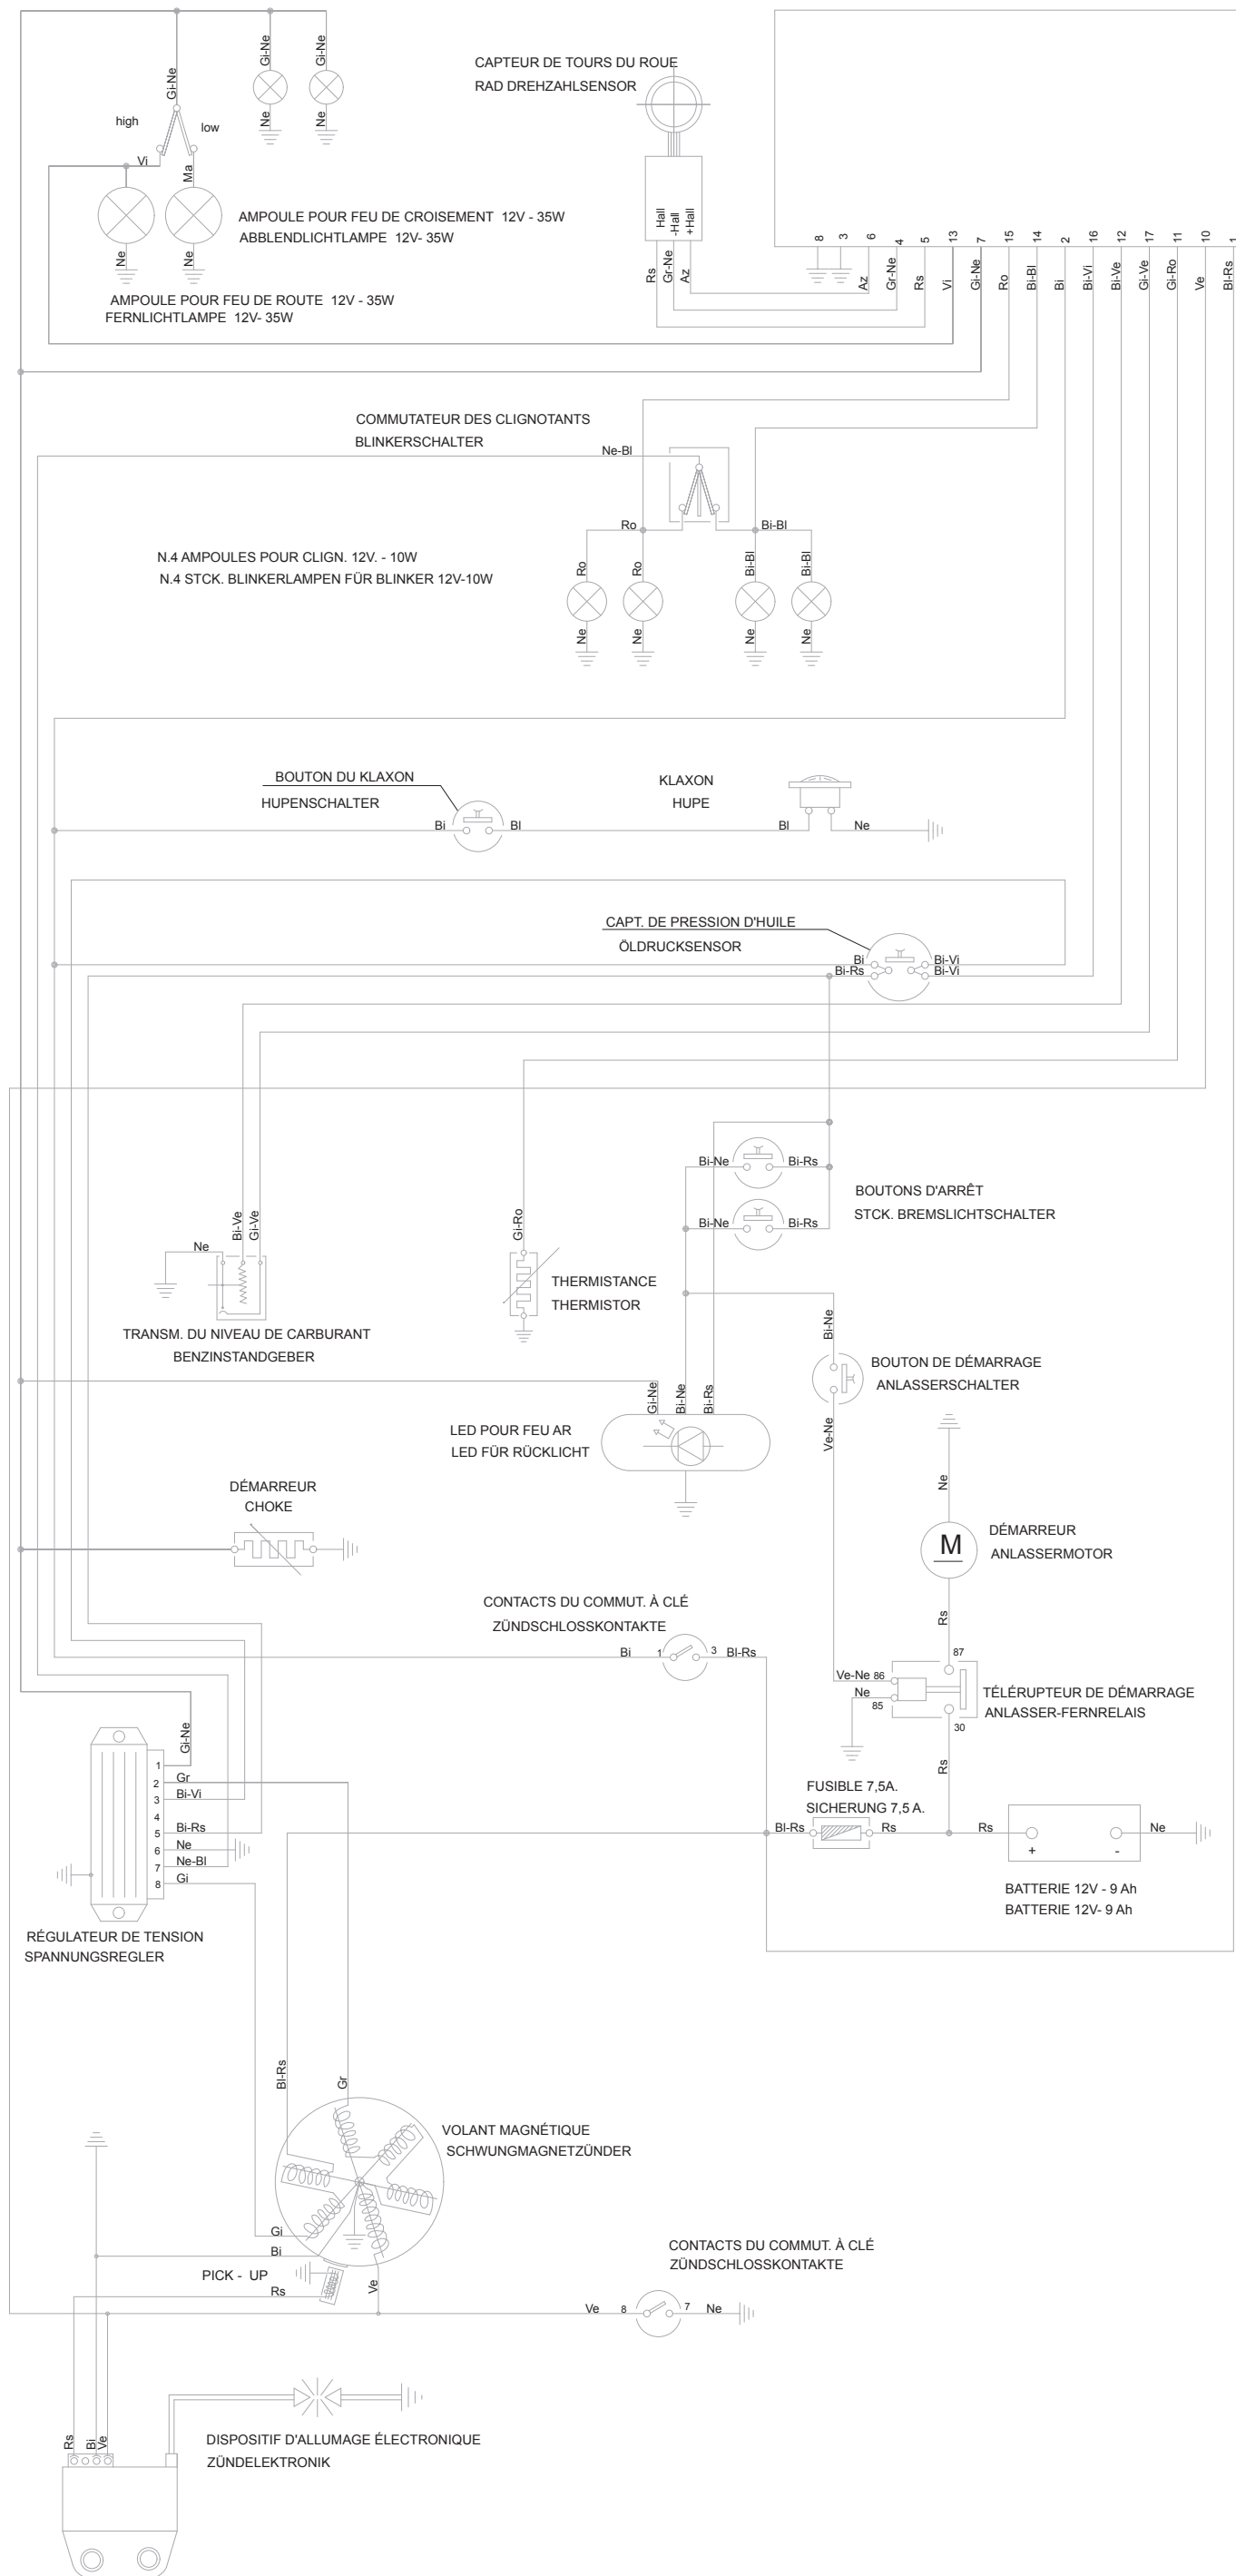 Gi-Ne
Gi-Ne
Gi-Ne
high
low
Ne
Ne
Vi
Ma
AMPOULE POUR FEU DE CROISEMENT 12V - 35W
ABBLENDLICHTLAMPE 12V- 35W
Ne
Ne
AMPOULE POUR FEU DE ROUTE 12V - 35W
FERNLICHTLAMPE 12V- 35W
CAPTEUR DE TOURS DU ROUE
RAD DREHZAHLSENSOR
Hall
-Hall
+Hall
Rs
Gr-Ne
Az
8 3 6 4 5 13 7 15 14 2 16 12 17 11 10 1
Az Gr-Ne Rs Vi Gi-Ne Ro Bi-Bl Bi Bi-Vi Bi-Ve Gi-Ve Gi-Ro Ve Bl-Rs
COMMUTATEUR DES CLIGNOTANTS
BLINKERSCHALTER
Ne-Bl
Ro
Bi-Bl
N.4 AMPOULES POUR CLIGN. 12V. - 10W
N.4 STCK. BLINKERLAMPEN FÜR BLINKER 12V-10W
Ro Ro Bi-Bl Bi-Bl
Ne Ne Ne Ne
BOUTON DU KLAXON
HUPENSCHALTER
KLAXON
HUPE
Bi Bl Bl Ne
CAPT. DE PRESSION D'HUILE
ÖLDRUCKSENSOR
Bi Bi-Vi
Bi-Rs Bi-Vi
Bi-Ne Bi-Rs
Bi-Ne Bi-Rs
BOUTONS D'ARRÊT
STCK. BREMSLICHTSCHALTER
Ne
Bi-Ve
Gi-Ve
Gi-Ro
TRANSM. DU NIVEAU DE CARBURANT
BENZINSTANDGEBER
THERMISTANCE
THERMISTOR
Bi-Ne
BOUTON DE DÉMARRAGE
ANLASSERSCHALTER
Ve-Ne
Gi-Ne
Bi-Ne
Bi-Rs
LED POUR FEU AR
LED FÜR RÜCKLICHT
DÉMARREUR
CHOKE
Ne
M
DÉMARREUR
ANLASSERMOTOR
Rs
CONTACTS DU COMMUT. À CLÉ
ZÜNDSCHLOSSKONTAKTE
Bi 1 3 Bl-Rs
87
Ve-Ne 86
Ne
85
30
TÉLÉRUPTEUR DE DÉMARRAGE
ANLASSER-FERNRELAIS
Rs
Gi-Ne
1
2 Gr
3 Bi-Vi
4
5 Bi-Rs
6 Ne
7 Ne-Bl
8 Gi
RÉGULATEUR DE TENSION
SPANNUNGSREGLER
FUSIBLE 7,5A.
SICHERUNG 7,5 A.
Bl-Rs Rs Rs + - Ne
BATTERIE 12V - 9 Ah
BATTERIE 12V- 9 Ah
Bl-Rs
Gr
VOLANT MAGNÉTIQUE
SCHWUNGMAGNETZÜNDER
Gi
Bi
PICK - UP
Rs
Ve
CONTACTS DU COMMUT. À CLÉ
ZÜNDSCHLOSSKONTAKTE
Ve 8 7 Ne
Rs
Bi
Ve
DISPOSITIF D'ALLUMAGE ÉLECTRONIQUE
ZÜNDELEKTRONIK